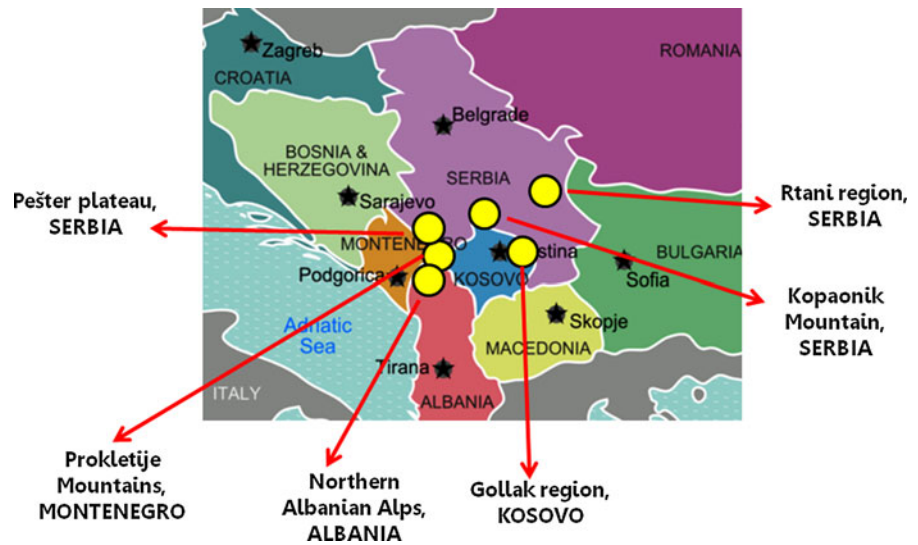 Zagreb
CROATIA
ROMANIA
Belgrade
BOSNIA &
HERZEGOVINA
SERBIA
Sarajevo
Pešter plateau,
SERBIA
Rtani region,
SERBIA
MONTENEGRO
stina
BULGARIA
Podgorica
KOSOVO
Sofia
Kopaonik
Mountain,
SERBIA
Adriatic
Sea
Skopje
MACEDONIA
Tirana
ITALY
ALBANIA
Prokletije
Mountains,
MONTENEGRO
Northern
Albanian Alps,
ALBANIA
Gollak region,
KOSOVO